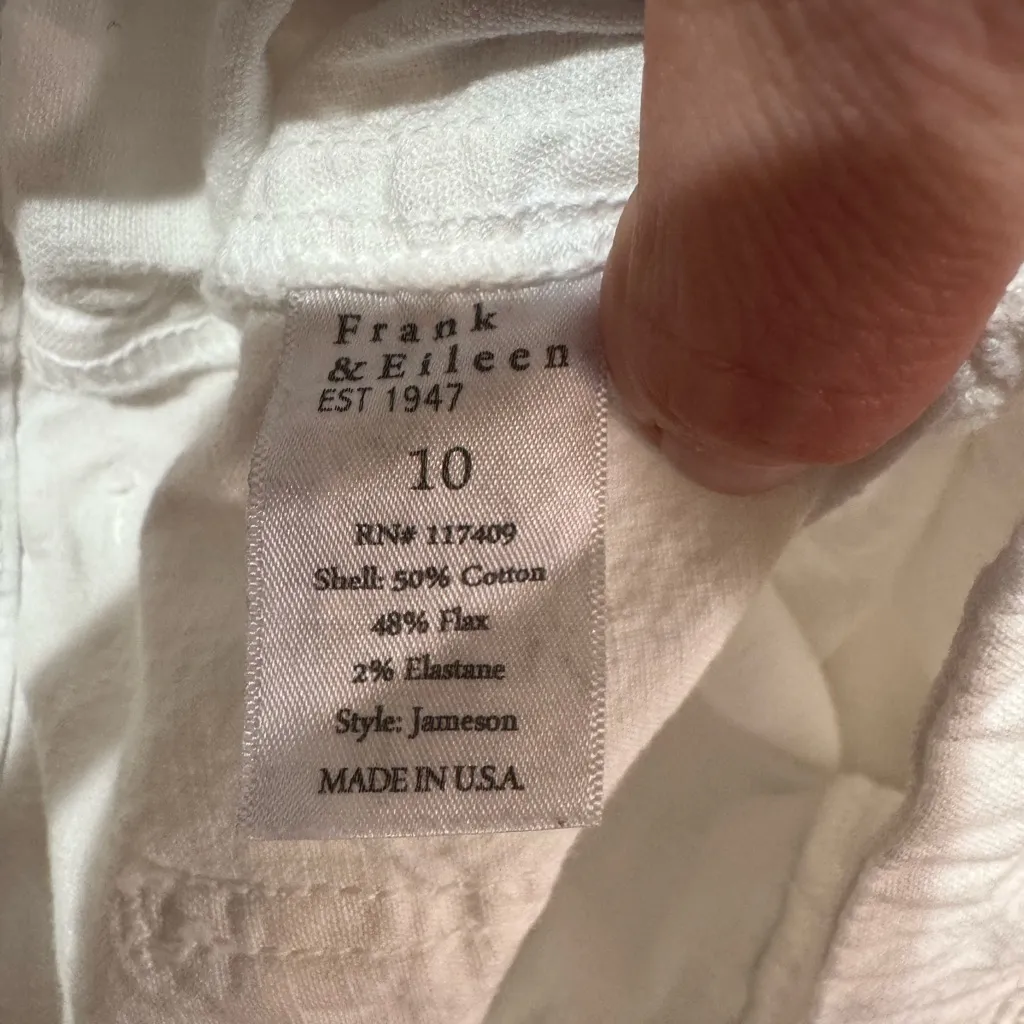 Frank
& Eileen
EST 1947
10
RN# 117409
Shell: 50% Cotton
48% Flax
2% Elastane
Style: Jameson
MADE IN U.S.A.